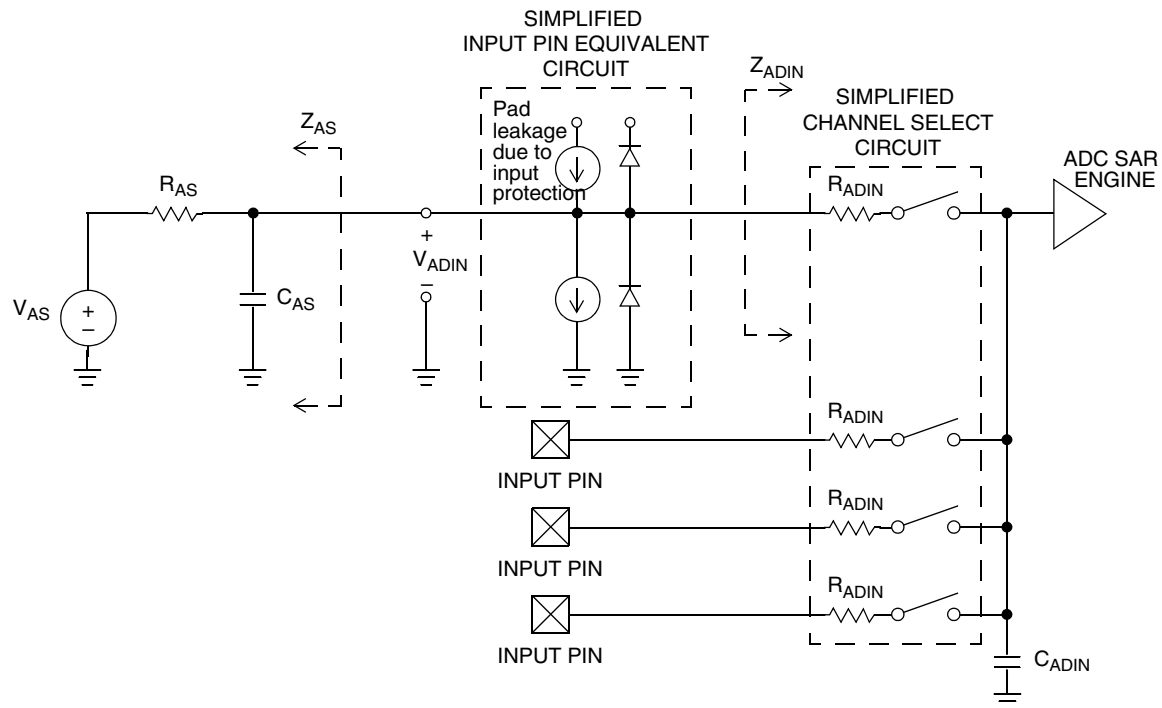 SIMPLIFIED
INPUT PIN EQUIVALENT
CIRCUIT
Pad
leakage
due to
input
protection
ZAS
ZADIN
SIMPLIFIED
CHANNEL SELECT
CIRCUIT
ADC SAR
ENGINE
RAS
RADIN
+
VADIN
–
VAS
+
–
CAS
RADIN
INPUT PIN
RADIN
INPUT PIN
RADIN
INPUT PIN
CADIN